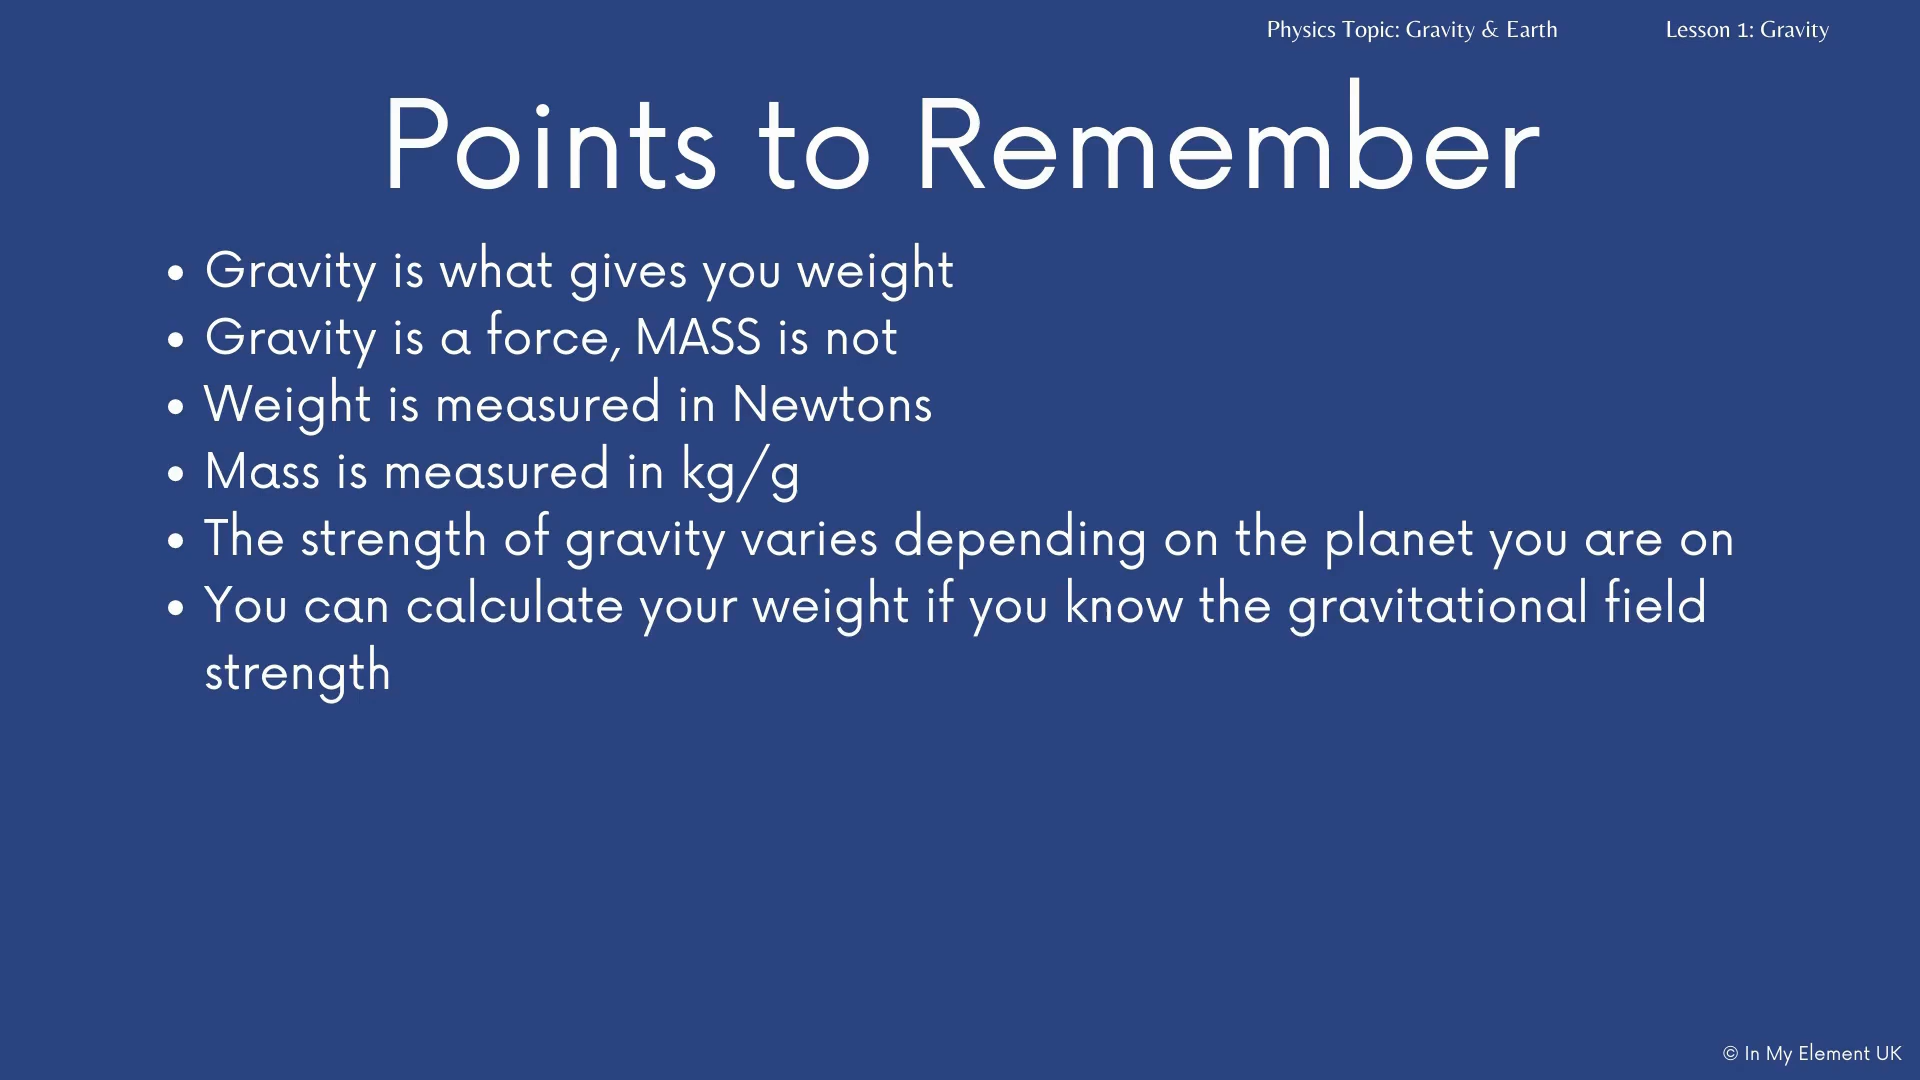 Physics Topic: Gravity & Earth
Lesson 1: Gravity
Points to Remember
• Gravity is what gives you weight
• Gravity is a force, MASS is not
• Weight is measured in Newtons
• Mass is measured in kg/g
• The strength of gravity varies depending on the planet you are on
• You can calculate your weight if you know the gravitational field
strength
© In My Element UK